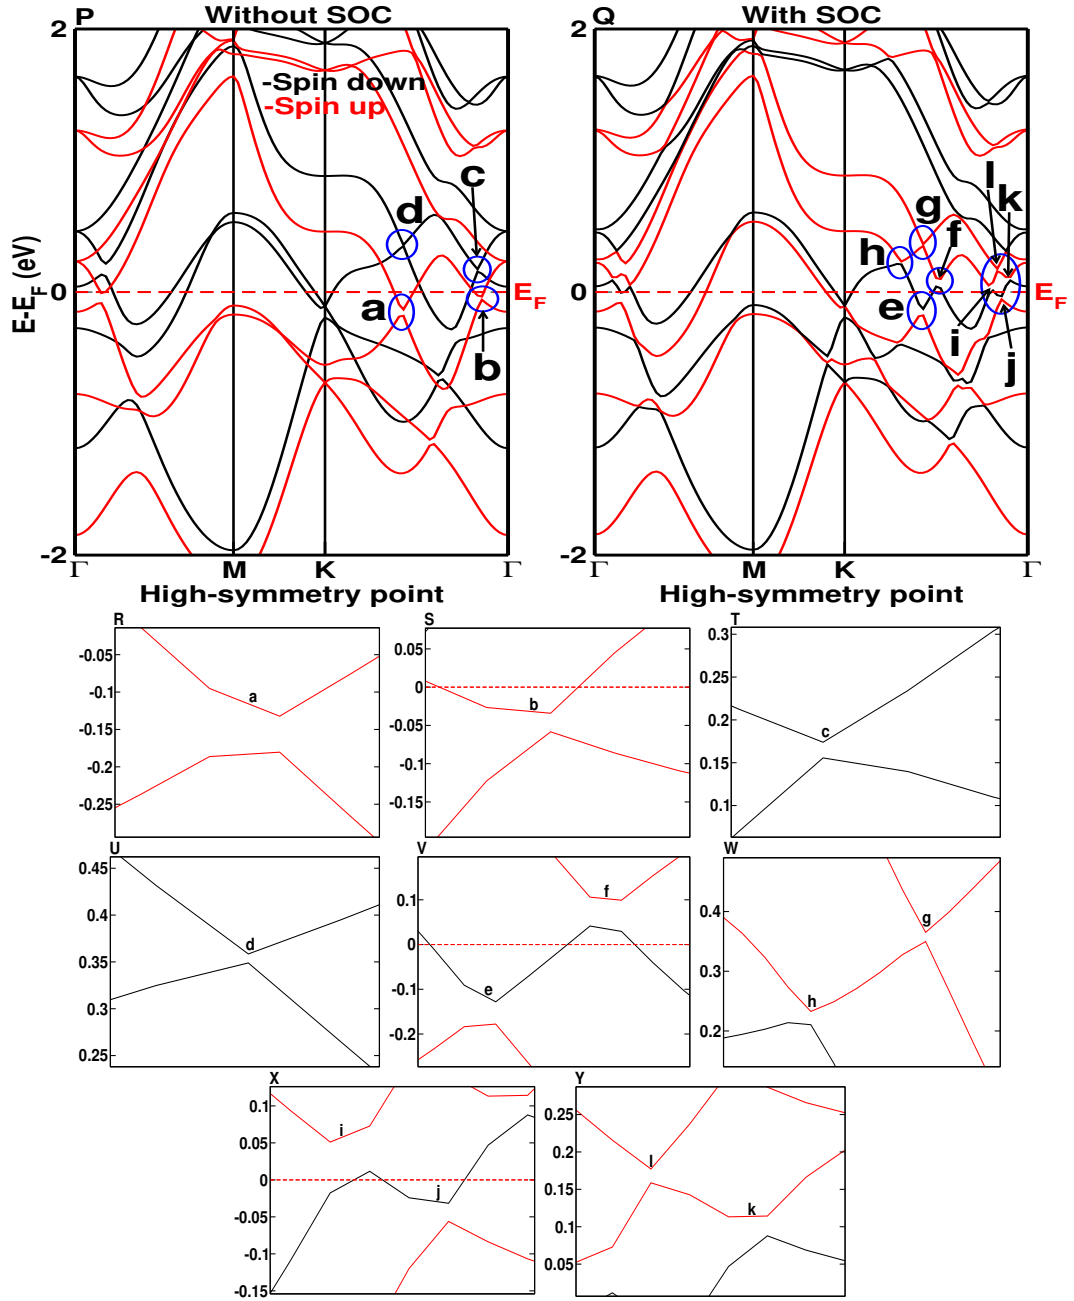 P Without SOC
Q With SOC
2
2
-Spin down
-Spin up
c
d
a
b
l
k
g
f
h
e
i
j
E-E_F (eV)
0
E_F
0
E_F
-2
-2
Γ M K Γ
Γ M K Γ
High-symmetry point
High-symmetry point
R
-0.05
-0.1
-0.15
-0.2
-0.25
a
S
0.05
0
-0.05
-0.1
-0.15
b
T
0.3
0.25
0.2
0.15
0.1
c
U
0.45
0.4
0.35
0.3
0.25
d
V
0.1
0
-0.1
-0.2
f
e
W
0.4
0.3
0.2
g
h
X
0.1
0.05
0
-0.05
-0.1
-0.15
i
j
Y
0.25
0.2
0.15
0.1
0.05
l
k